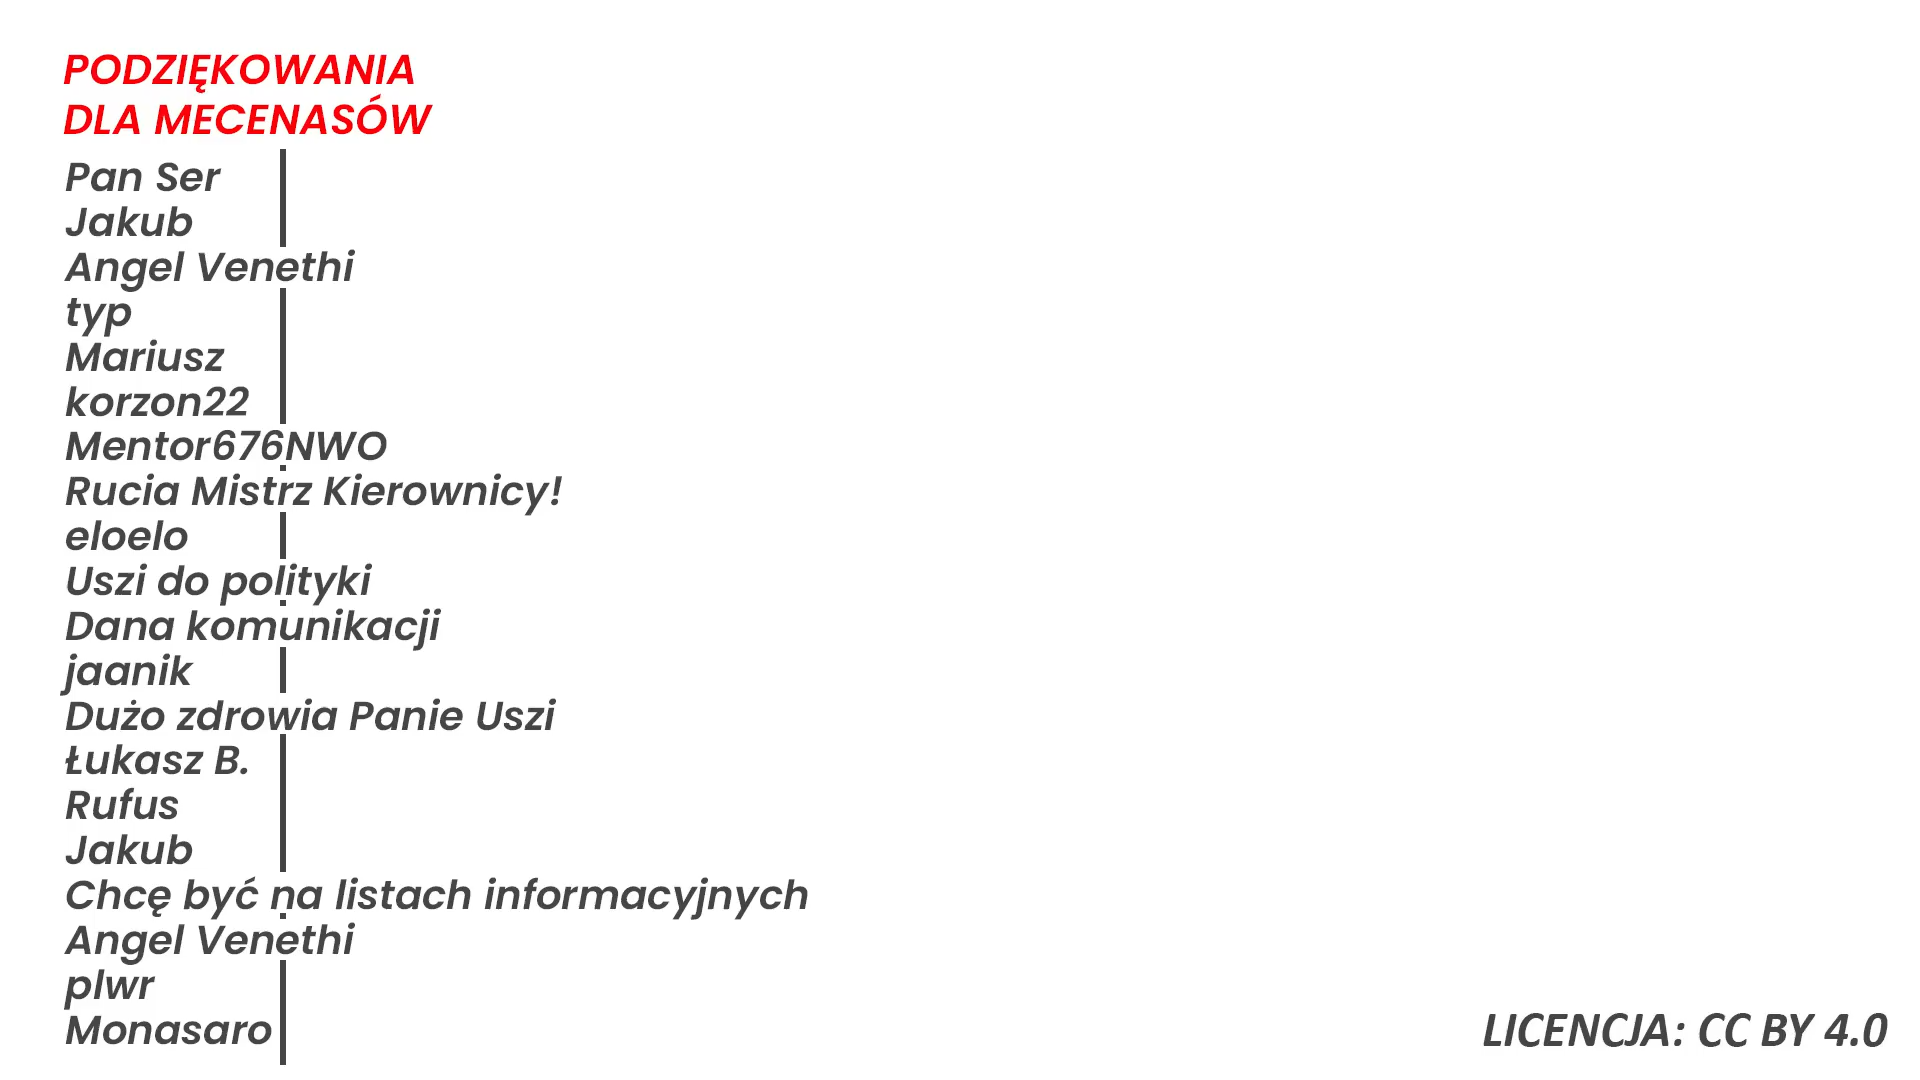 PODZIĘKOWANIA
DLA MECENASÓW
Pan Ser
Jakub
Angel Venethi
typ
Mariusz
korzon22
Mentor676NWO
Rucia Mistrz Kierownicy!
eloelo
Uszi do polityki
Dana komunikacji
jaanik
Dużo zdrowia Panie Uszi
Łukasz B.
Rufus
Jakub
Chcę być na listach informacyjnych
Angel Venethi
plwr
Monasaro
LICENCJA: CC BY 4.0